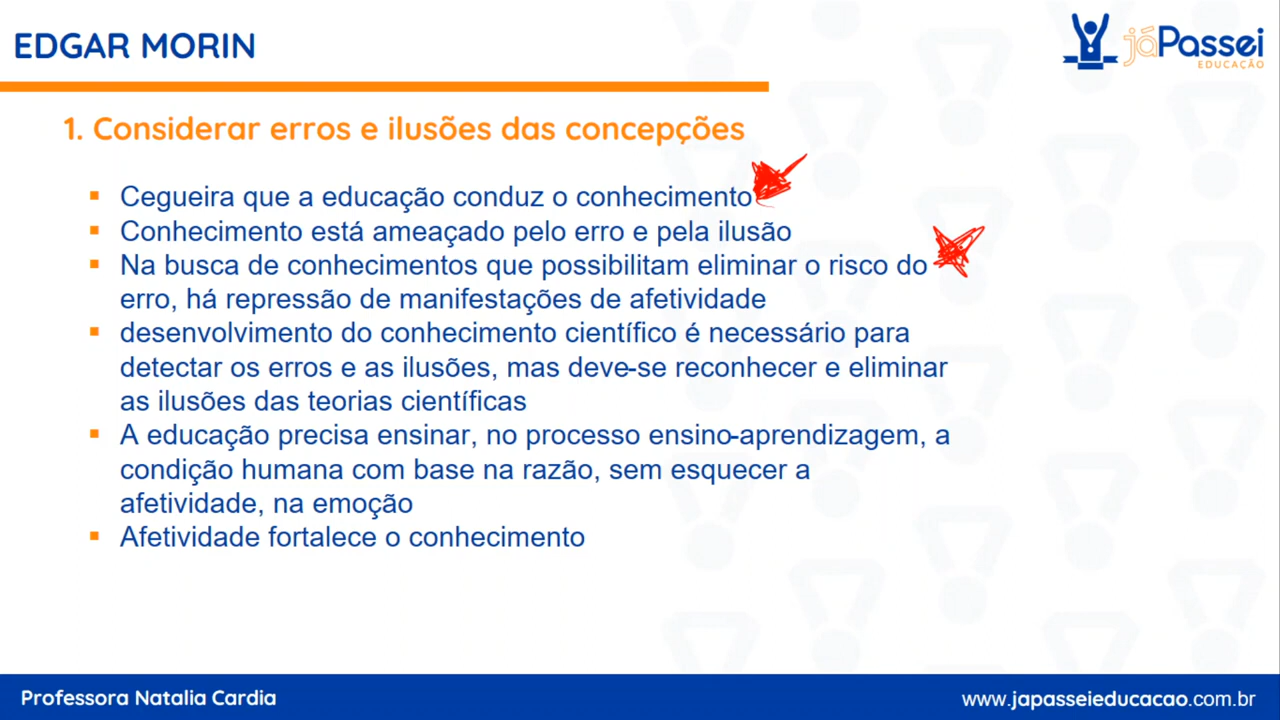 EDGAR MORIN
jáPassei
EDUCAÇÃO
1. Considerar erros e ilusões das concepções
Cegueira que a educação conduz o conhecimento
Conhecimento está ameaçado pelo erro e pela ilusão
Na busca de conhecimentos que possibilitam eliminar o risco do
erro, há repressão de manifestações de afetividade
desenvolvimento do conhecimento científico é necessário para
detectar os erros e as ilusões, mas deve-se reconhecer e eliminar
as ilusões das teorias científicas
A educação precisa ensinar, no processo ensino-aprendizagem, a
condição humana com base na razão, sem esquecer a
afetividade, na emoção
Afetividade fortalece o conhecimento
Professora Natalia Cardia
www.japasseieducacao.com.br